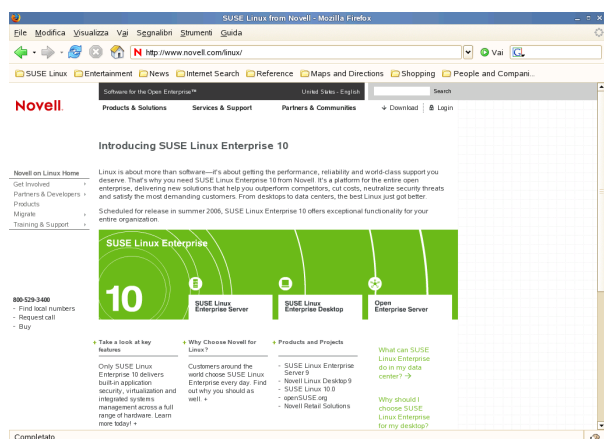 SUSE Linux from Novell - Mozilla Firefox
File Modifica Visualizza Vai Segnalibri Strumenti Guida
N http://www.novell.com/linux/ Vai G
SUSE Linux Entertainment News Internet Search Reference Maps and Directions Shopping People and Compani..
Software for the Open Enterprise™ United States - English Search
Novell.
Products & Solutions Services & Support Partners & Communities Download Login
Introducing SUSE Linux Enterprise 10
Novell on Linux Home
Get Involved
Partners & Developers
Products
Migrate
Training & Support
Linux is about more than software—it's about getting the performance, reliability and world-class support you
deserve. That's why you need SUSE Linux Enterprise 10 from Novell. It's a platform for the entire open
enterprise, delivering new solutions that help you outperform competitors, cut costs, neutralize security threats
and satisfy the most demanding customers. From desktops to data centers, the best Linux just got better.
Scheduled for release in summer 2006, SUSE Linux Enterprise 10 offers exceptional functionality for your
entire organization.
SUSE Linux Enterprise
10
SUSE Linux
Enterprise Server
SUSE Linux
Enterprise Desktop
Open
Enterprise Server
800-529-3400
- Find local numbers
- Request call
- Buy
+ Take a look at key
features
Only SUSE Linux
Enterprise 10 delivers
built-in application
security, virtualization and
integrated systems
management across a full
range of hardware. Learn
more today! +
+ Why Choose Novell for
Linux?
Customers around the
world choose SUSE Linux
Enterprise every day. Find
out why you should as
well. +
+ Products and Projects
- SUSE Linux Enterprise
Server 9
- Novell Linux Desktop 9
- SUSE Linux 10.0
- openSUSE.org
- Novell Retail Solutions
What can SUSE
Linux Enterprise
do in my data
center? →
Why should I
choose SUSE
Linux Enterprise
for my desktop?
Completato